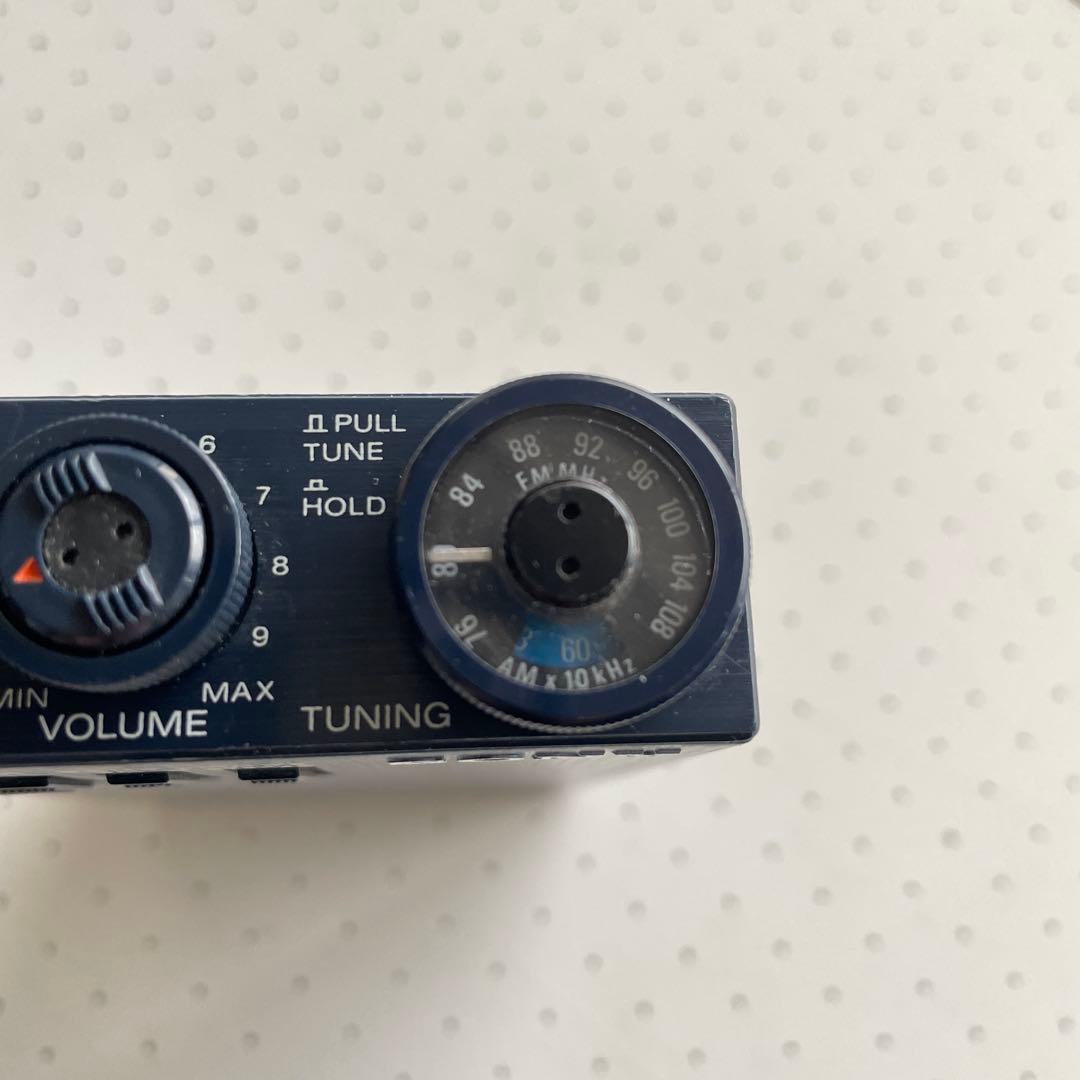 6
7
8
9
MIN
MAX
VOLUME
PULL
TUNE
HOLD
TUNING
76
84
88
92
96
100
104
108
60
AM x 10 kHz